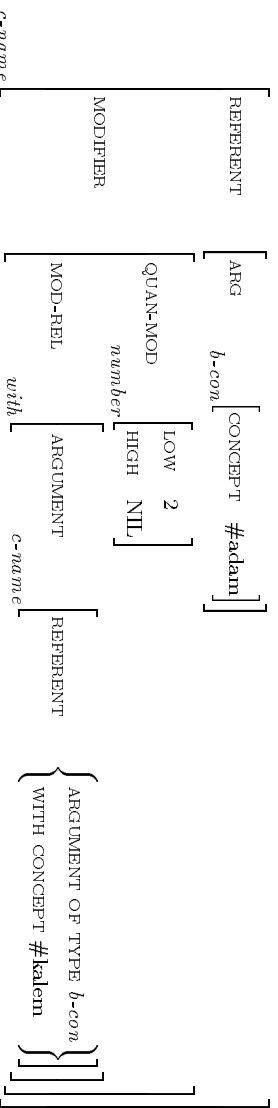 REFERENT ARG CONCEPT #adam
b-con
QUAN-MOD LOW 2
HIGH NIL
number
MODIFIER
MOD-REL ARGUMENT REFERENT ARGUMENT OF TYPE b-con
WITH CONCEPT #kalem
c-name
with
c-name